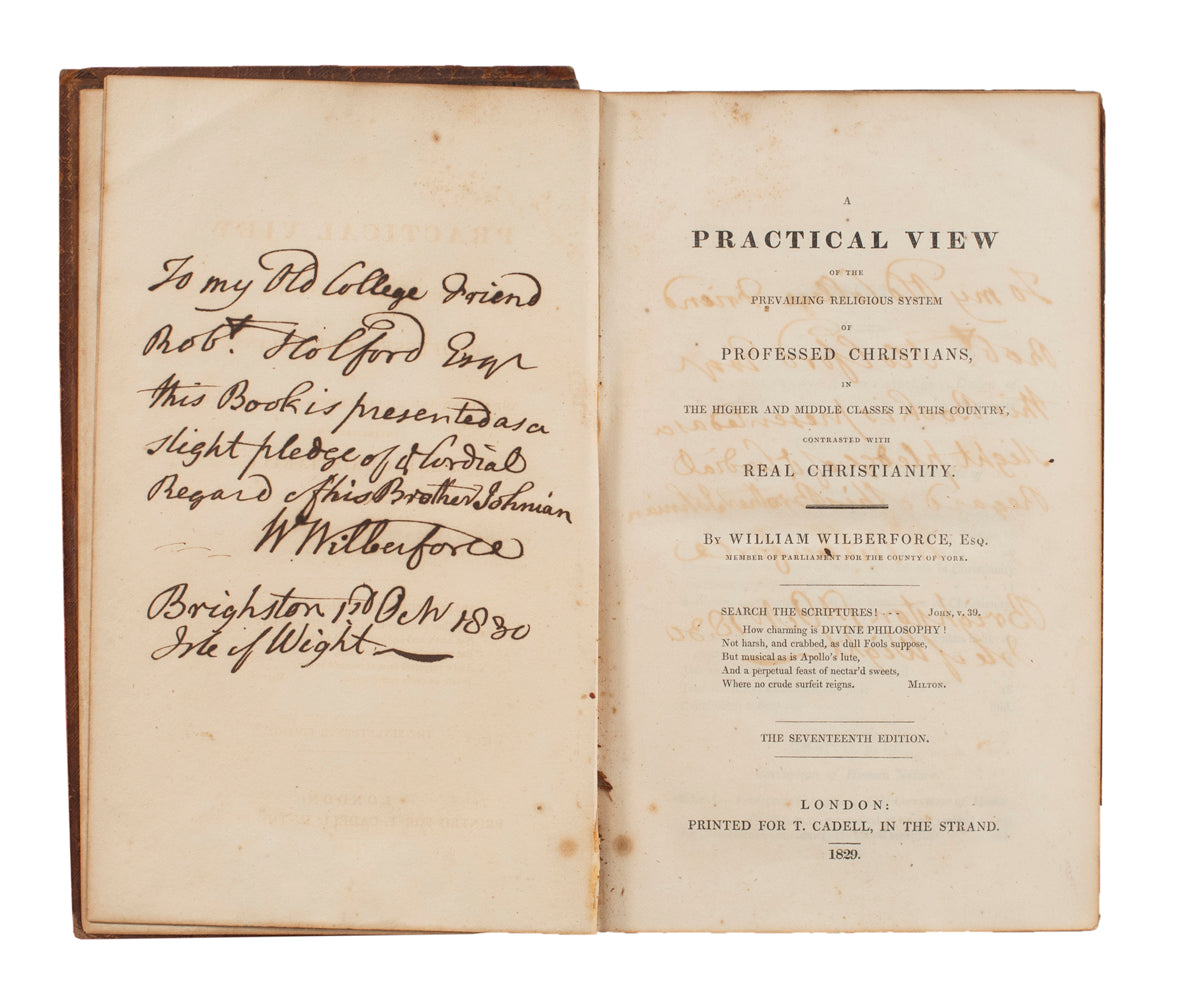 To my Old College Friend
Robt. Holford Esqr
this Book is presented as a
slight pledge of ye Cordial
Regard of his Brother Johnian
W Wilberforce
Brighston Octr 1830
Isle of Wight
A
PRACTICAL VIEW
OF THE
PREVAILING RELIGIOUS SYSTEM
OF
PROFESSED CHRISTIANS,
IN
THE HIGHER AND MIDDLE CLASSES IN THIS COUNTRY,
CONTRASTED WITH
REAL CHRISTIANITY.
By WILLIAM WILBERFORCE, Esq.
MEMBER OF PARLIAMENT FOR THE COUNTY OF YORK.
SEARCH THE SCRIPTURES! - - - John, v. 39.
How charming is DIVINE PHILOSOPHY!
Not harsh, and crabbed, as dull Fools suppose,
But musical as is Apollo's lute,
And a perpetual feast of nectar'd sweets,
Where no crude surfeit reigns. Milton.
THE SEVENTEENTH EDITION.
LONDON:
PRINTED FOR T. CADELL, IN THE STRAND.
1829.